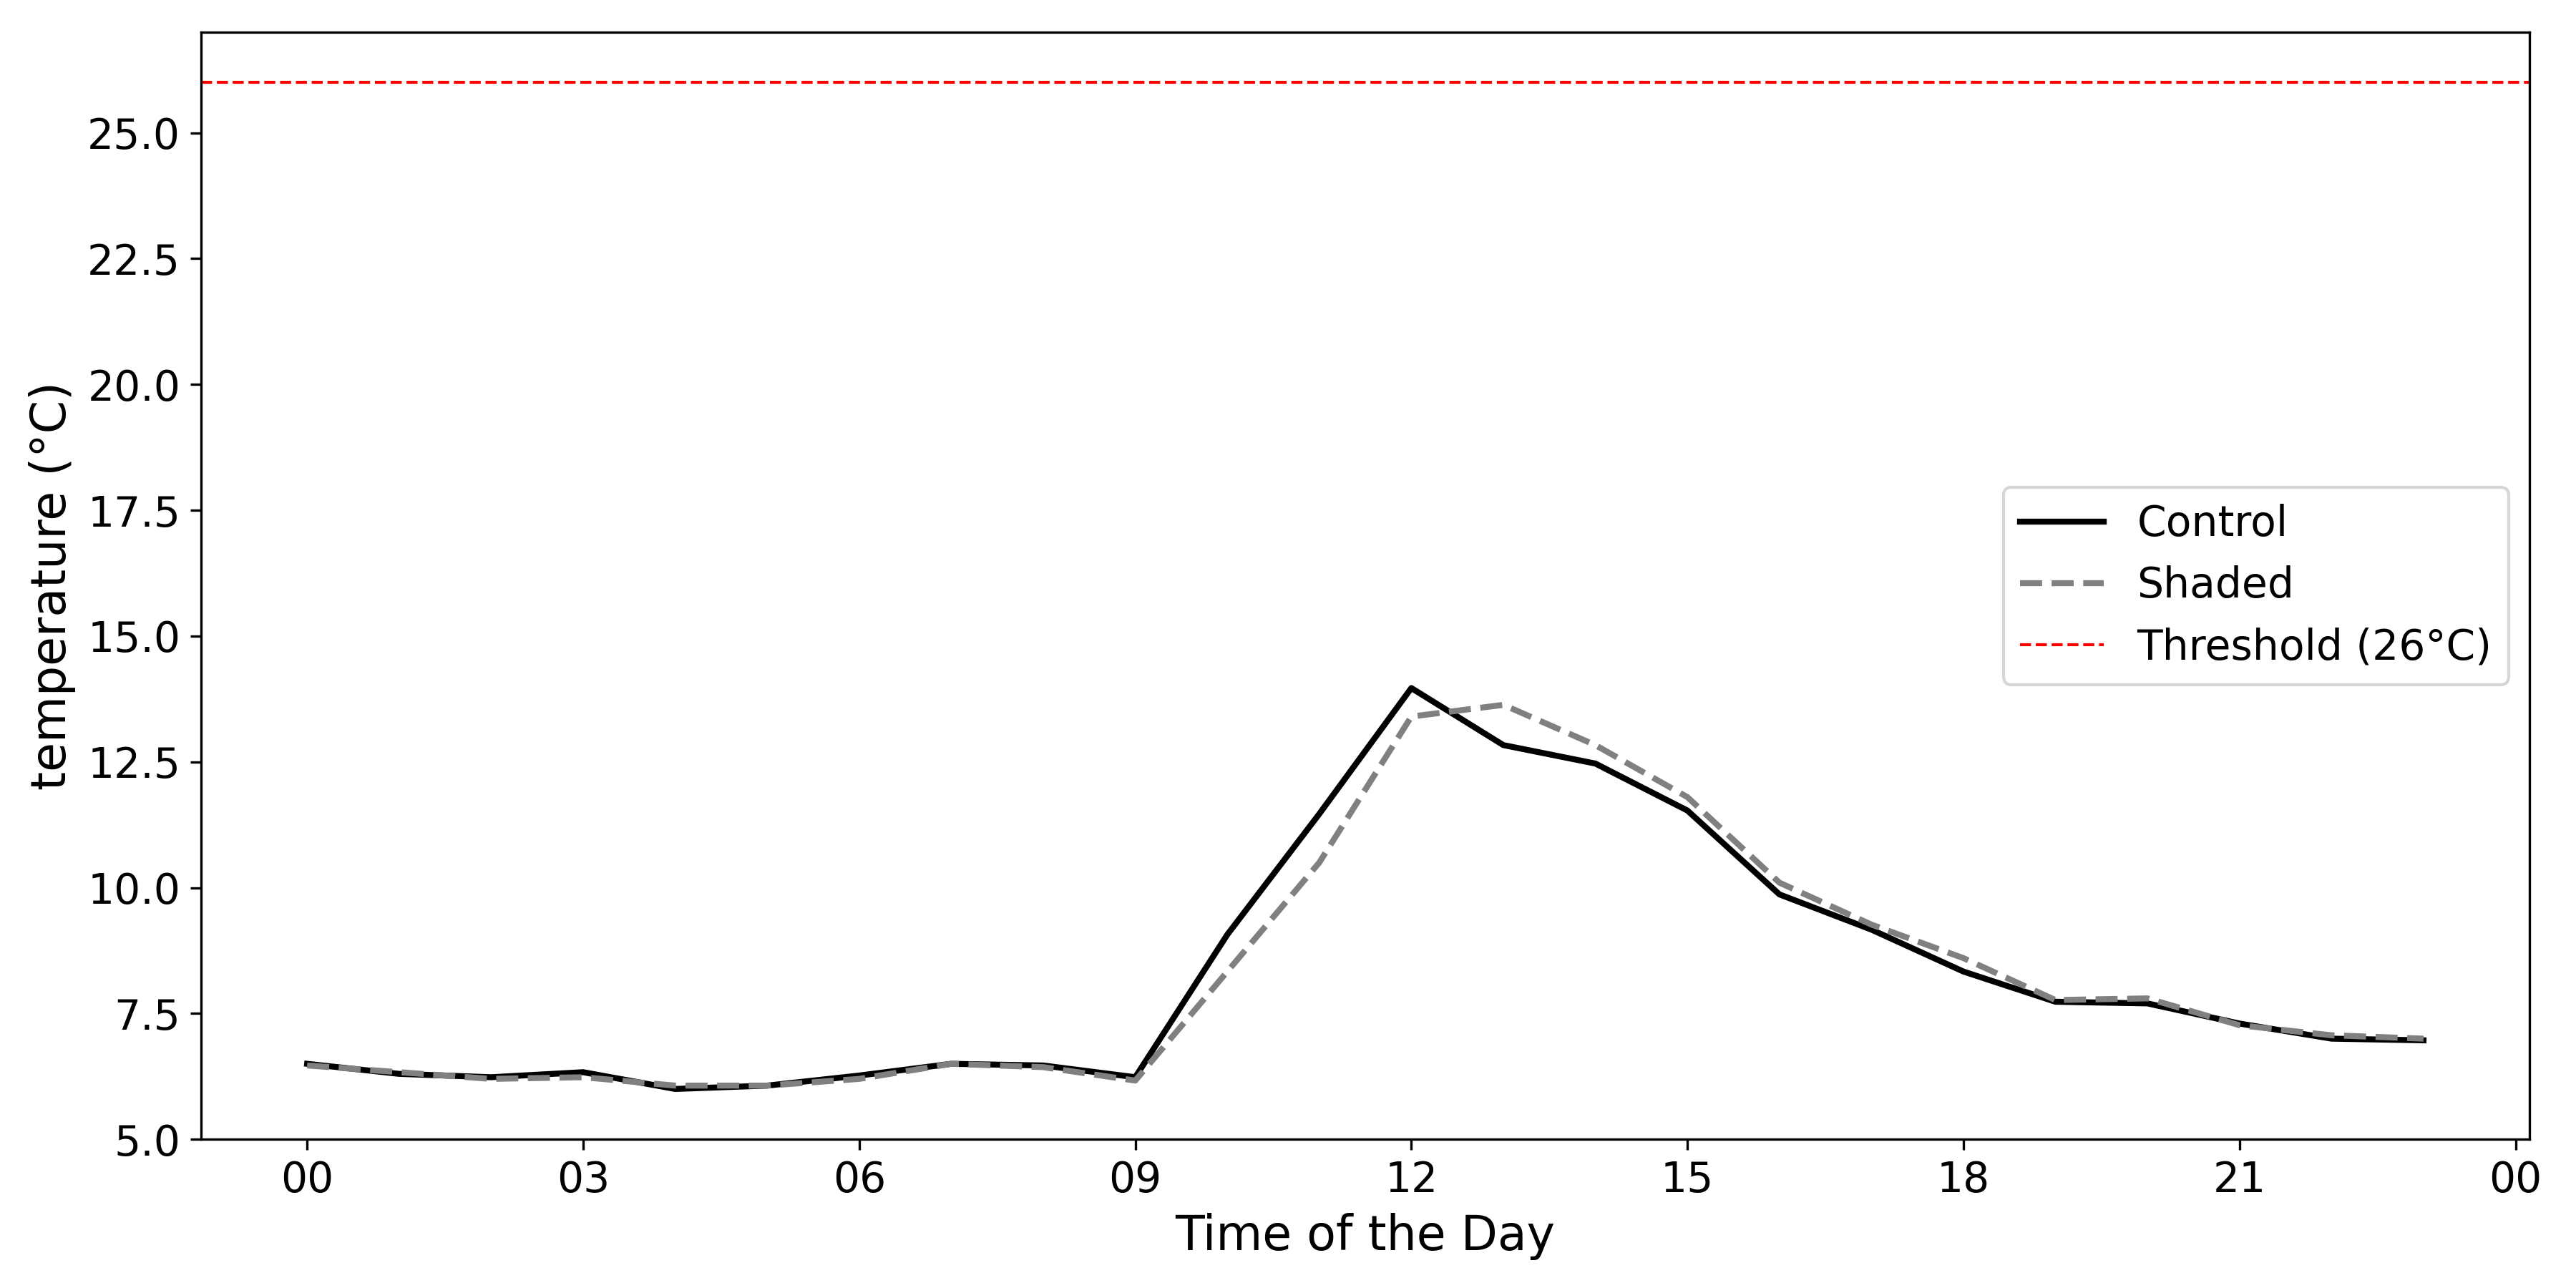 25.0
22.5
20.0
17.5
15.0
12.5
10.0
7.5
5.0
temperature (°C)
Control
Shaded
Threshold (26°C)
00 03 06 09 12 15 18 21 00
Time of the Day